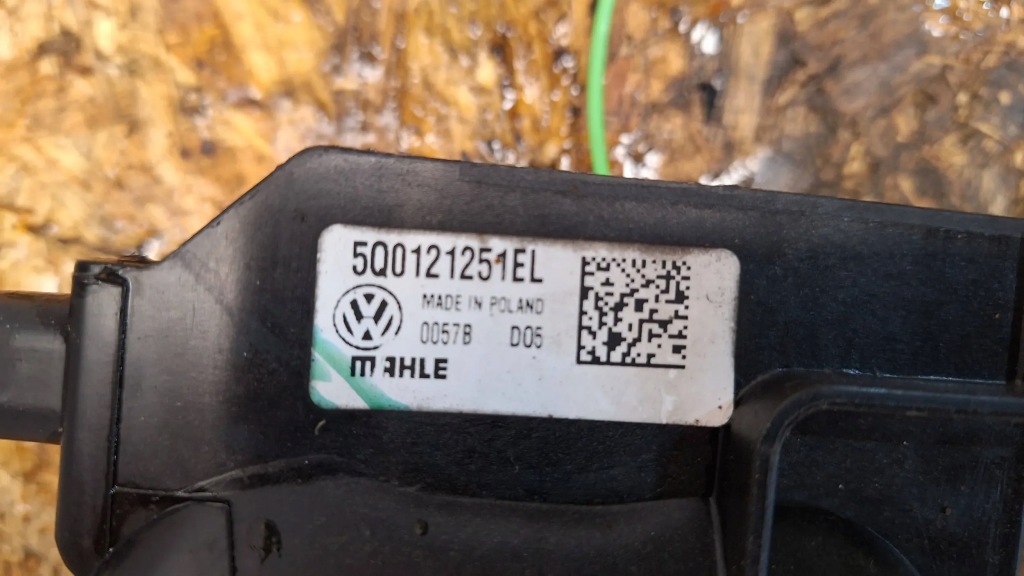 5Q0121251EL
MADE IN POLAND
0057B D05
MAHLE